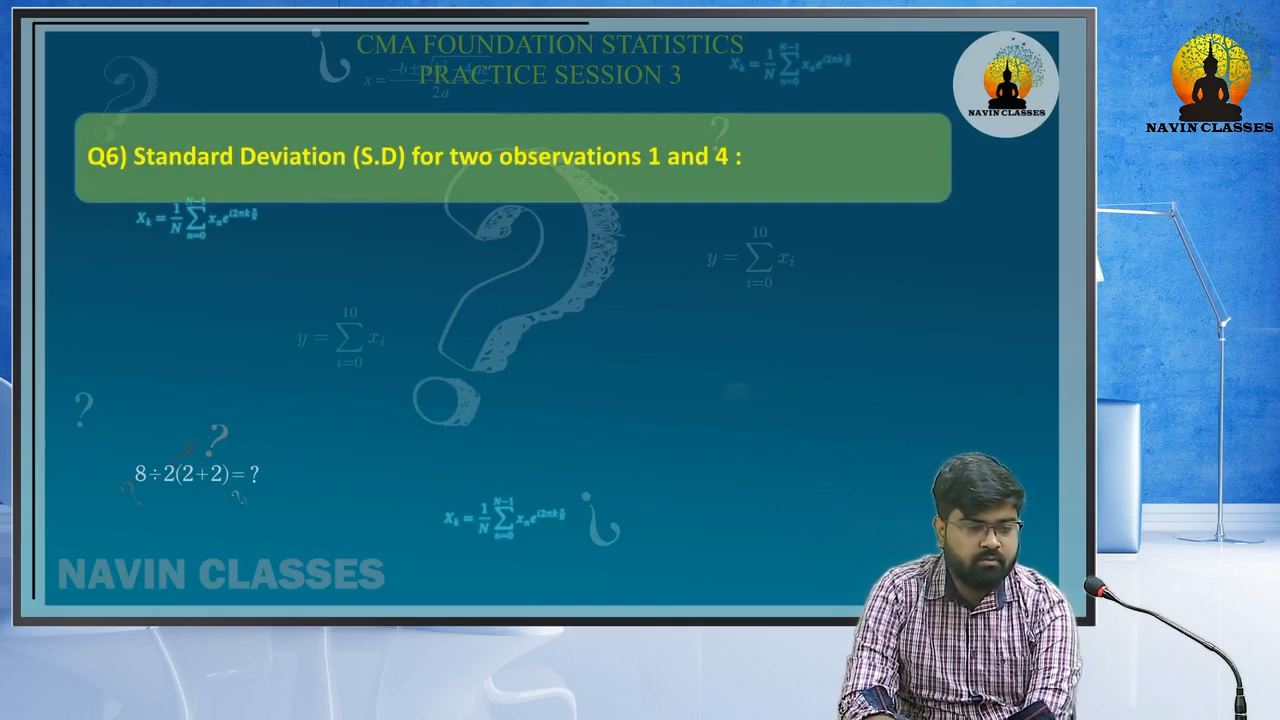 CMA FOUNDATION STATISTICS
PRACTICE SESSION 3
NAVIN CLASSES
NAVIN CLASSES
Q6) Standard Deviation (S.D) for two observations 1 and 4 :
8÷2(2+2)=?
NAVIN CLASSES